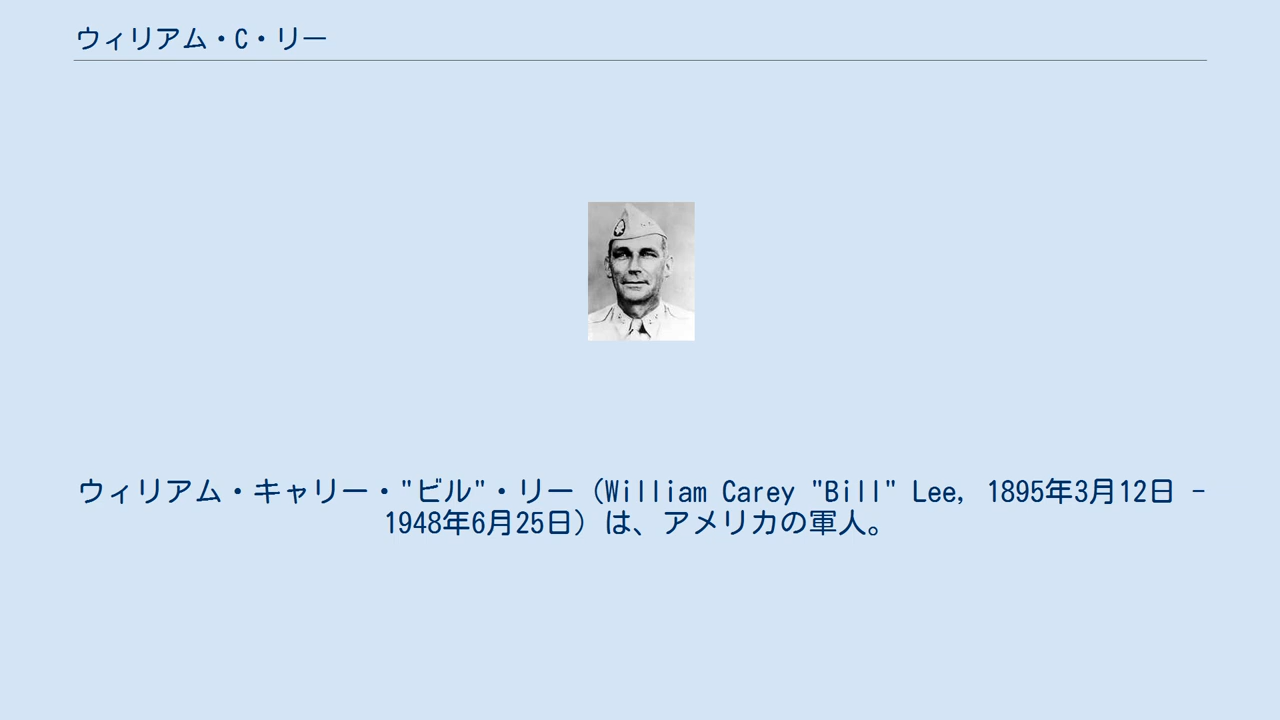 ウィリアム・C・リー
ウィリアム・キャリー・"ビル"・リー（William Carey "Bill" Lee, 1895年3月12日 -
1948年6月25日）は、アメリカの軍人。